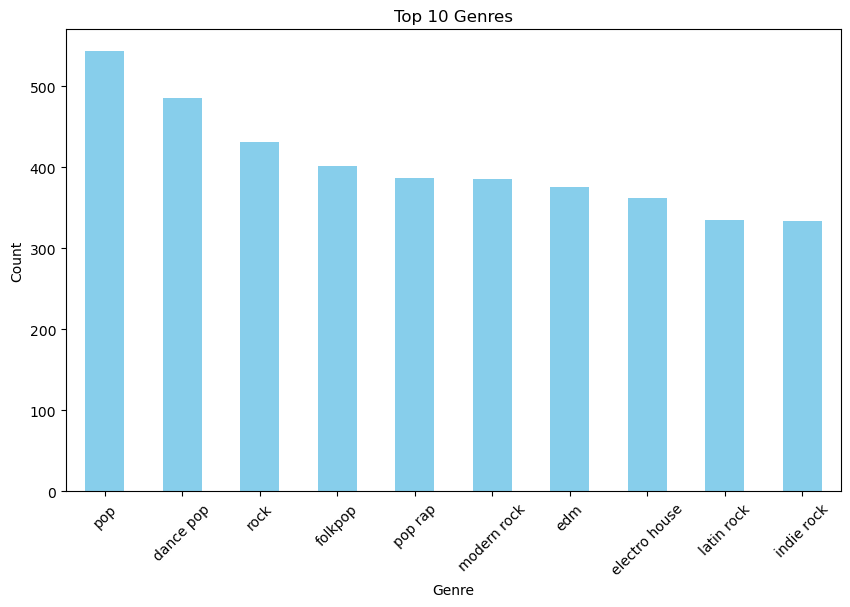 Top 10 Genres
Count
500
400
300
200
100
0
pop
dance pop
rock
folkpop
pop rap
modern rock
edm
electro house
latin rock
indie rock
Genre